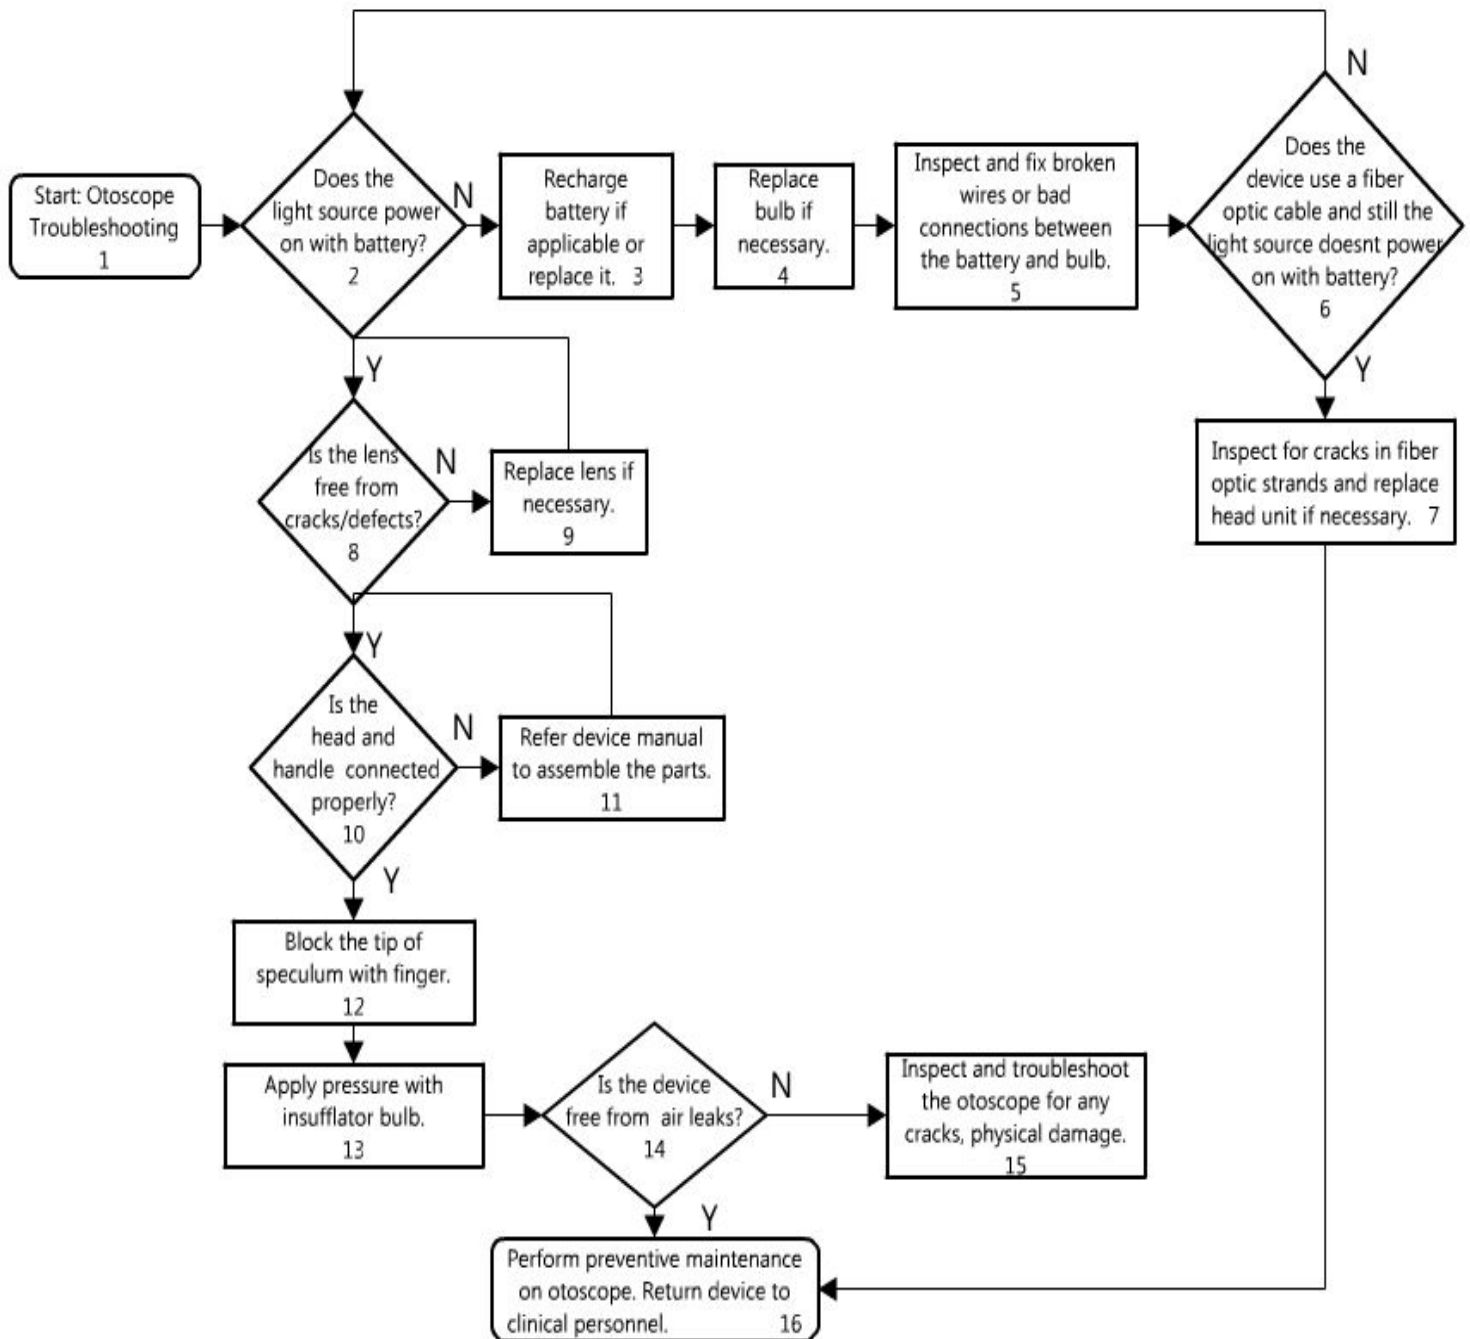 Start: Otoscope
Troubleshooting
1
Does the
light source power
on with battery?
2
N
Recharge
battery if
applicable or
replace it. 3
Replace
bulb if
necessary.
4
Inspect and fix broken
wires or bad
connections between
the battery and bulb.
5
N
Does the
device use a fiber
optic cable and still the
light source doesnt power
on with battery?
6
Y
Inspect for cracks in fiber
optic strands and replace
head unit if necessary. 7
Y
Is the lens
free from
cracks/defects?
8
N
Replace lens if
necessary.
9
Y
Is the
head and
handle connected
properly?
10
N
Refer device manual
to assemble the parts.
11
Y
Block the tip of
speculum with finger.
12
Apply pressure with
insufflator bulb.
13
Is the device
free from air leaks?
14
N
Inspect and troubleshoot
the otoscope for any
cracks, physical damage.
15
Y
Perform preventive maintenance
on otoscope. Return device to
clinical personnel. 16